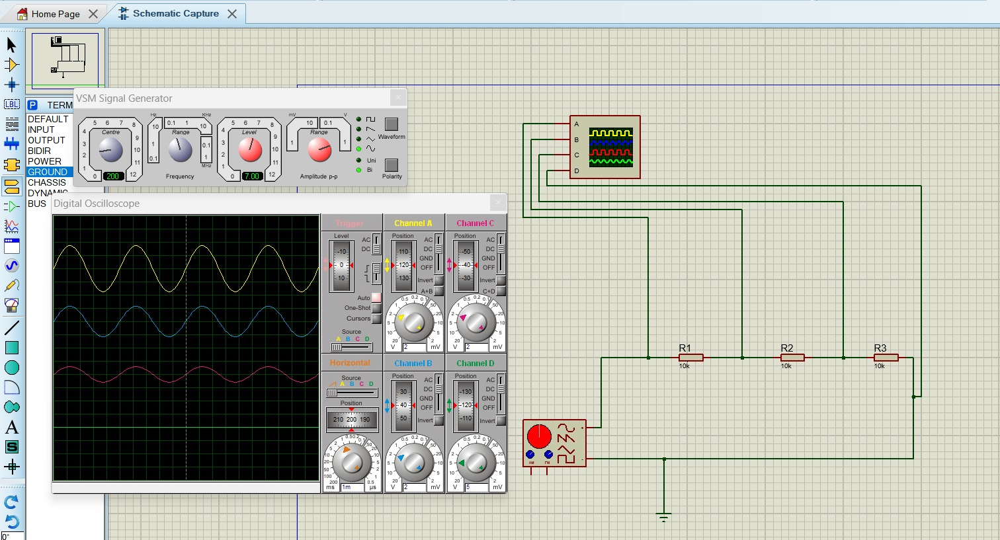 Home Page
Schematic Capture
LBL
P TERM
DEFAULT
INPUT
OUTPUT
BIDIR
POWER
GROUND
CHASSIS
DYNAMIC
BUS
A
S
0°
VSM Signal Generator
Centre
0 1 2 3 4 5 6 7 8 9 10 11 12
200
Hz KHz
10 0.1 1 10
Range
1 0.1
0.1 1
MHz
Frequency
Level
0 1 2 3 4 5 6 7 8 9 10 11 12
7.00
mV V
10 0.1
Range
1 1
Amplitude p-p
Waveform
Uni
Bi
Polarity
Digital Oscilloscope
Trigger
Level
-10
0
10
AC
DC
Auto
One-Shot
Cursors
Source
A B C D
Channel A
Position
110
-120
130
AC
DC
GND
OFF
Invert
A+B
20 10 5 2 1 0.5 0.2 0.1 50 20 10 5 2
V 2 mV
Channel C
Position
-50
-40
-30
AC
DC
GND
OFF
Invert
C+D
20 10 5 2 1 0.5 0.2 0.1 50 20 10 5 2
V 2 mV
Horizontal
Source
A B C D
Position
210 200 190
200 100 50 20 10 5 2 1 0.5 0.2 0.1 50 20 10 5 2 1 0.5
ms 1m µs
Channel B
Position
30
40
50
AC
DC
GND
OFF
Invert
20 10 5 2 1 0.5 0.2 0.1 50 20 10 5 2
V 2 mV
Channel D
Position
-130
-120
-110
AC
DC
GND
OFF
Invert
20 10 5 2 1 0.5 0.2 0.1 50 20 10 5 2
V 5 mV
A
B
C
D
R1
10k
R2
10k
R3
10k
+
-
AM FM